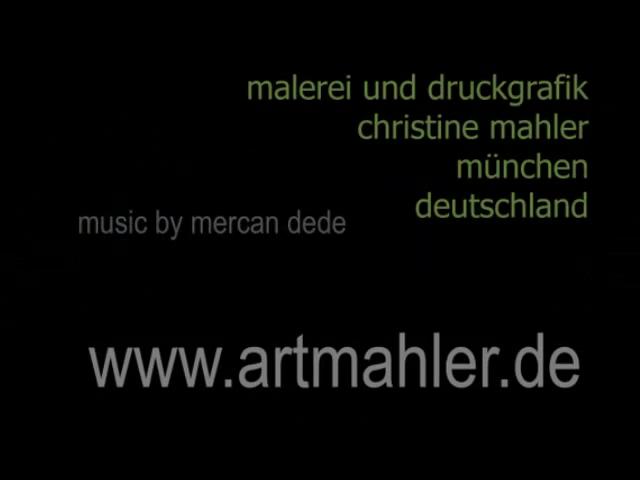 malerei und druckgrafik
christine mahler
münchen
deutschland
music by mercan dede
www.artmahler.de